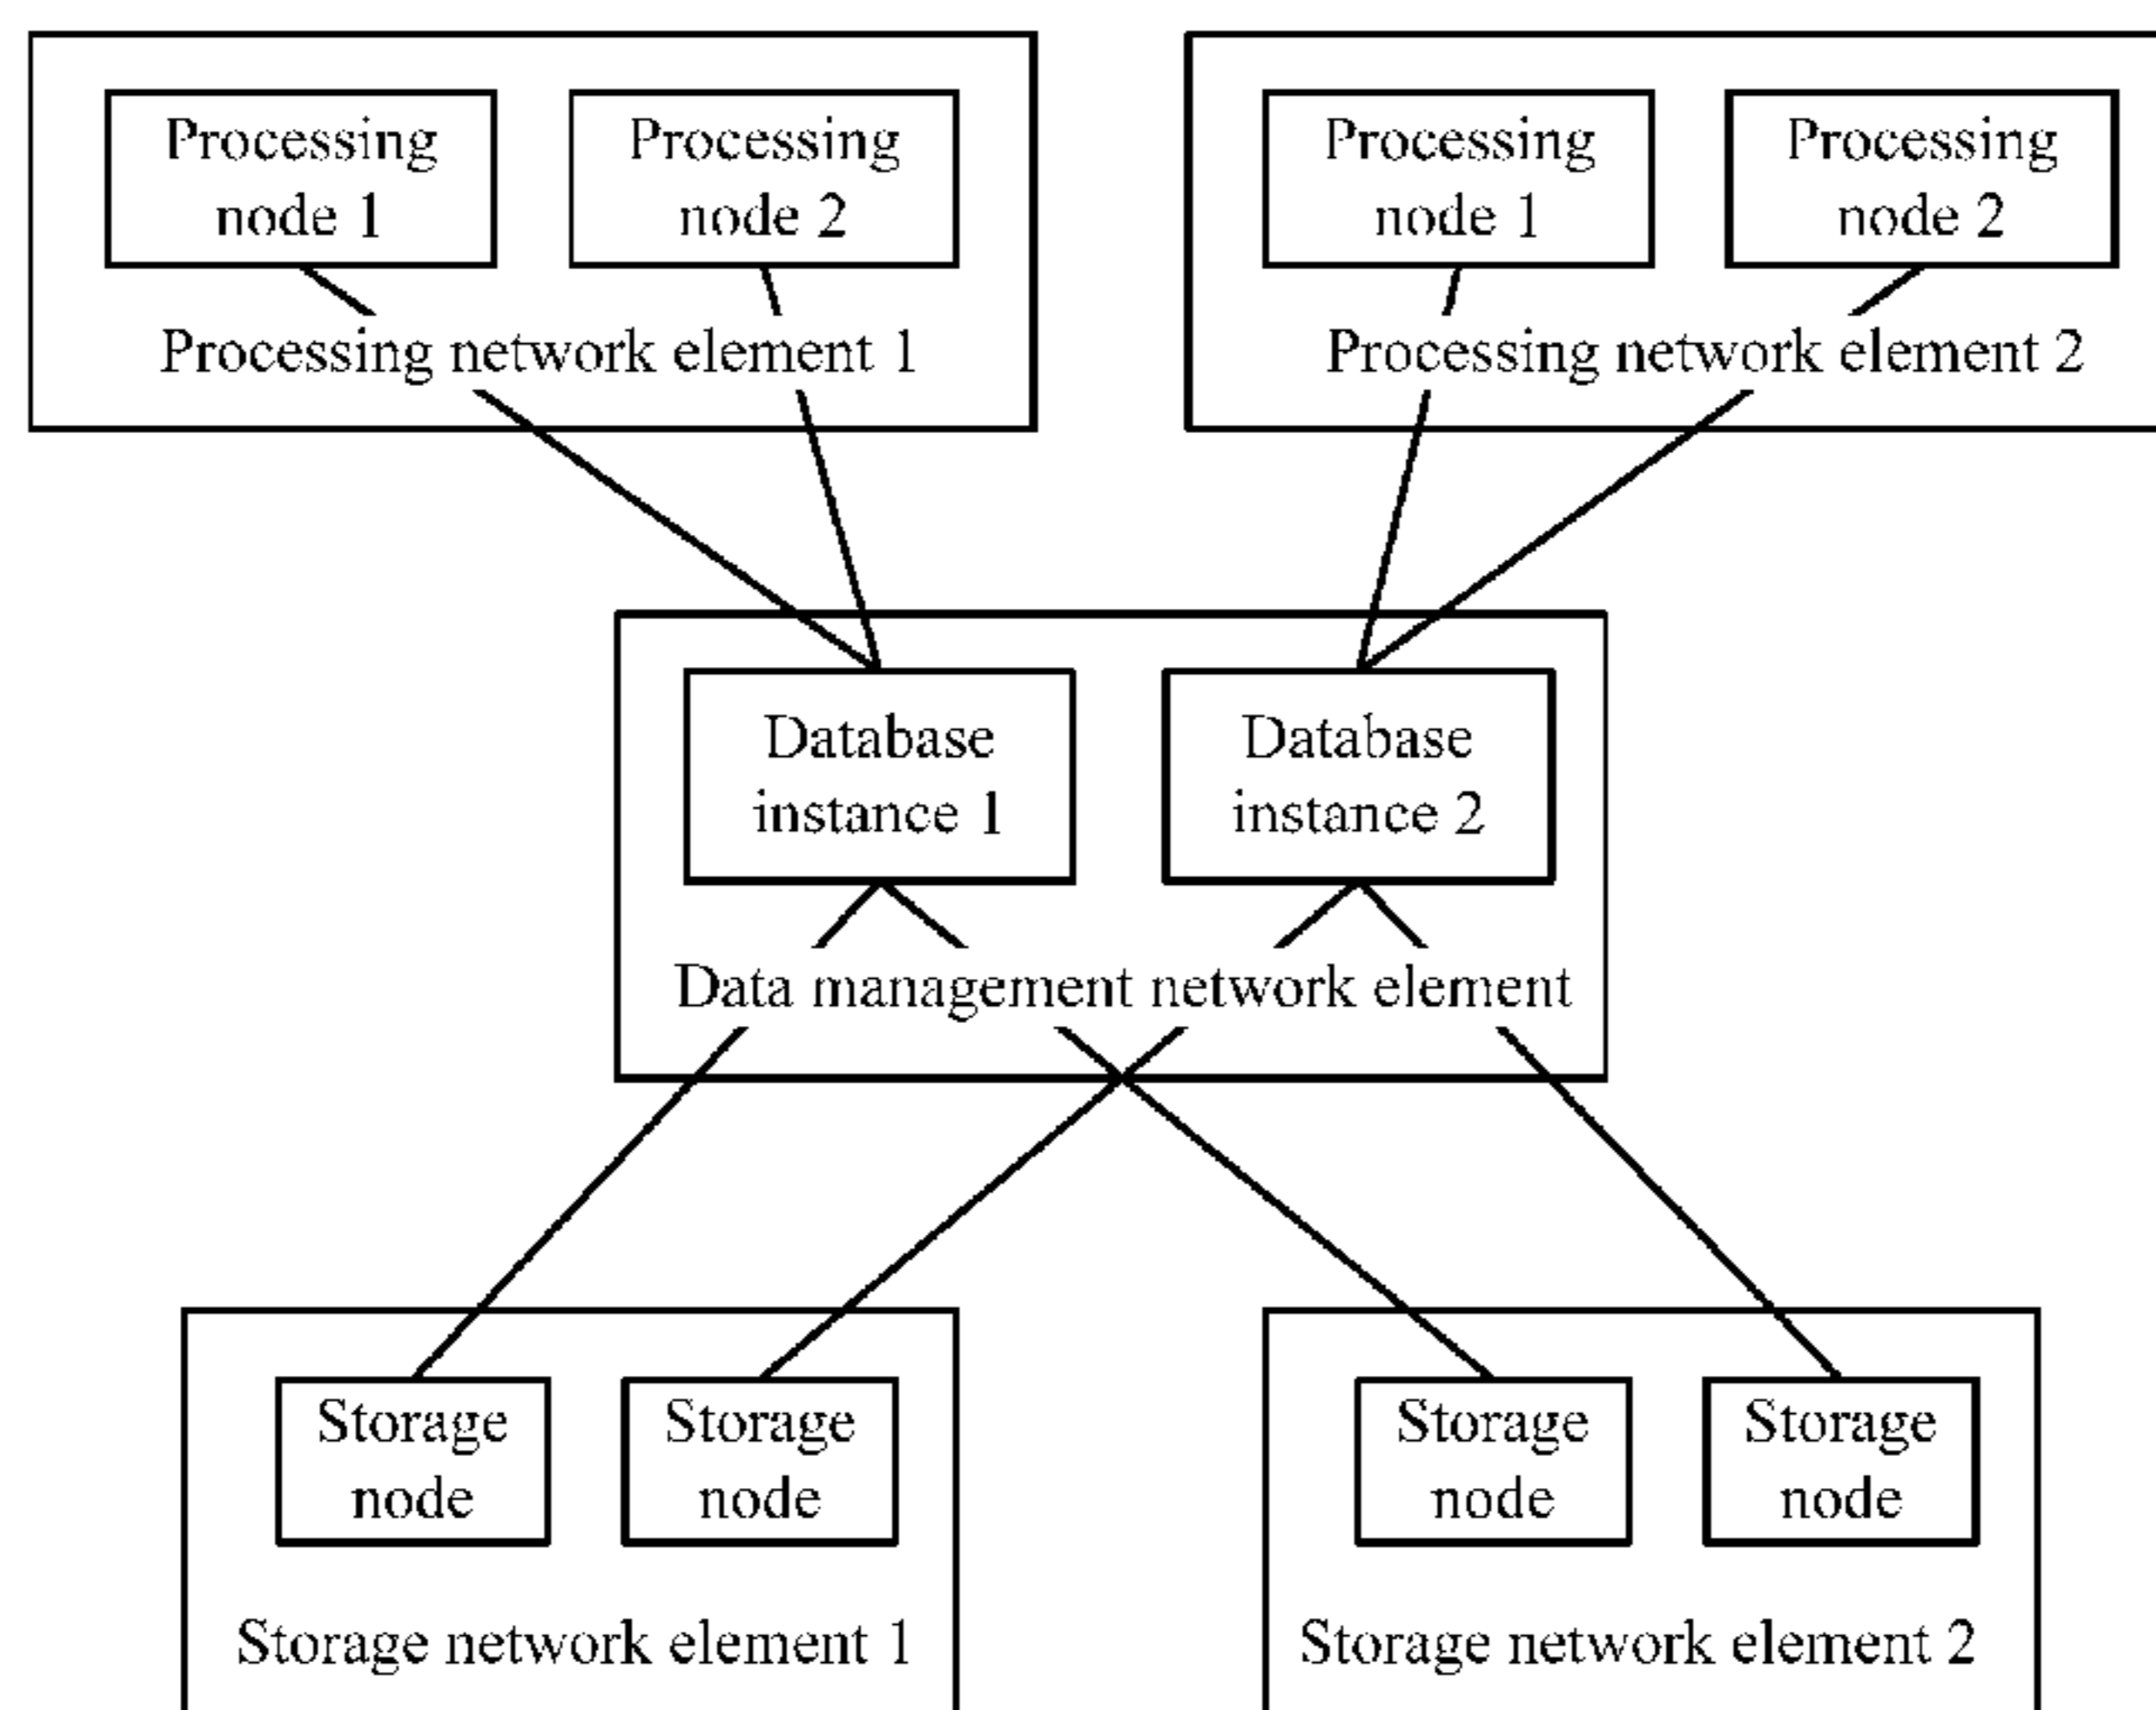 Processing
node 1
Processing
node 2
Processing network element 1
Processing
node 1
Processing
node 2
Processing network element 2
Database
instance 1
Database
instance 2
Data management network element
Storage
node
Storage
node
Storage network element 1
Storage
node
Storage
node
Storage network element 2